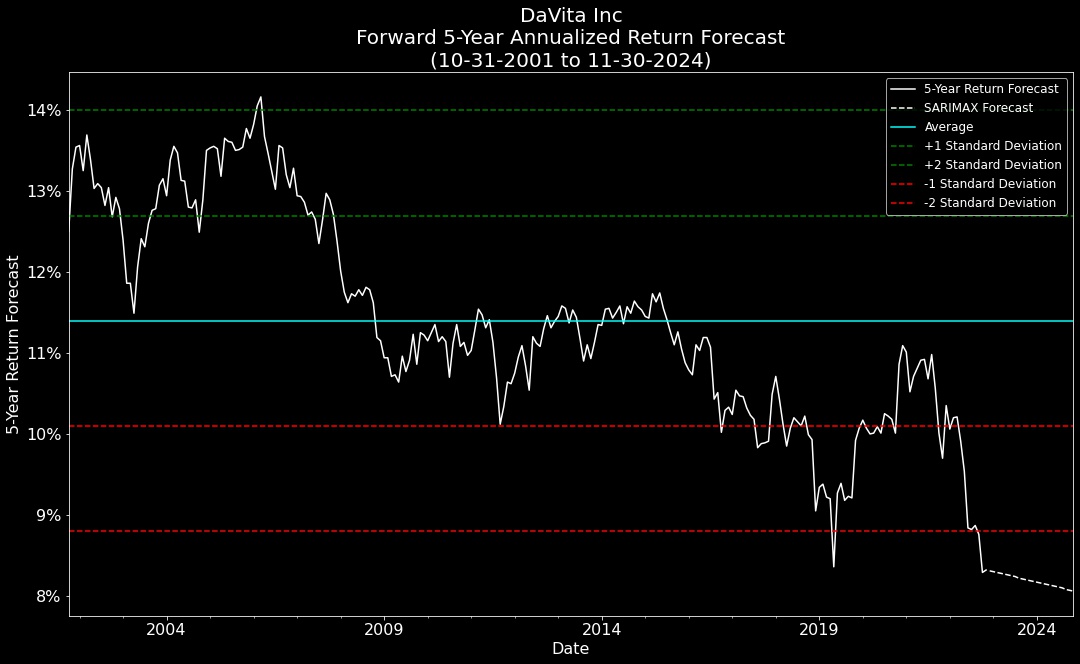 DaVita Inc
Forward 5-Year Annualized Return Forecast
(10-31-2001 to 11-30-2024)
5-Year Return Forecast
SARIMAX Forecast
Average
+1 Standard Deviation
+2 Standard Deviation
-1 Standard Deviation
-2 Standard Deviation
5-Year Return Forecast
14%
13%
12%
11%
10%
9%
8%
2004
2009
2014
2019
2024
Date